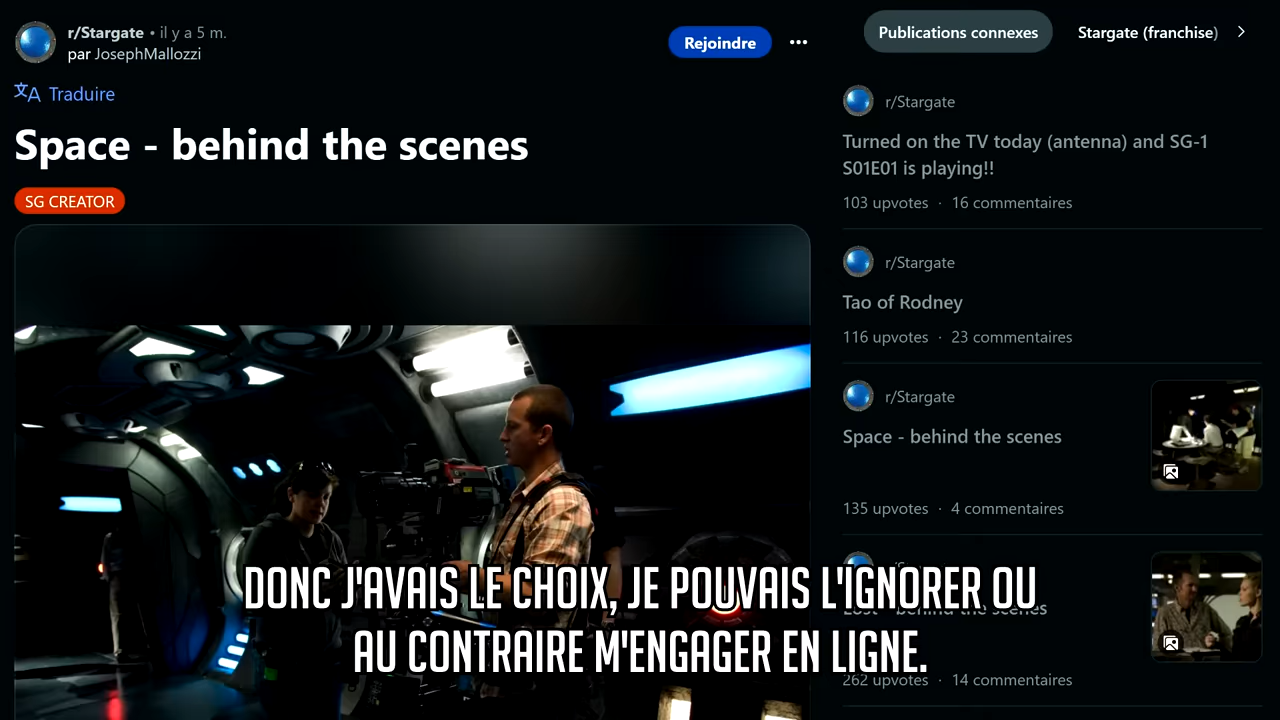 r/Stargate • il y a 5 m.
par JosephMallozzi
Rejoindre
Traduire
Space - behind the scenes
SG CREATOR
Publications connexes
Stargate (franchise)
r/Stargate
Turned on the TV today (antenna) and SG-1
S01E01 is playing!!
103 upvotes · 16 commentaires
r/Stargate
Tao of Rodney
116 upvotes · 23 commentaires
r/Stargate
Space - behind the scenes
135 upvotes · 4 commentaires
Lost - behind the scenes
262 upvotes · 14 commentaires
DONC J'AVAIS LE CHOIX, JE POUVAIS L'IGNORER OU
AU CONTRAIRE M'ENGAGER EN LIGNE.